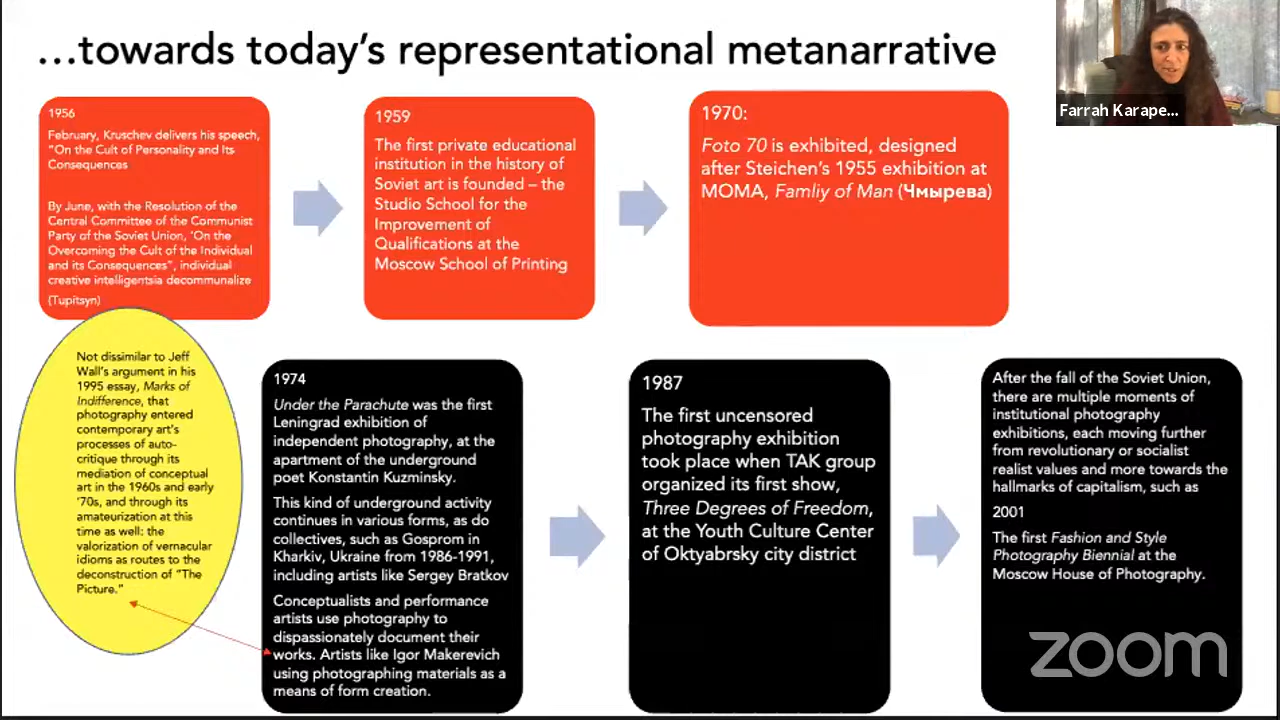 ...towards today's representational metanarrative
Farrah Karape...
1956
February, Kruschev delivers his speech,
"On the Cult of Personality and Its
Consequences
By June, with the Resolution of the
Central Committee of the Communist
Party of the Soviet Union, 'On the
Overcoming the Cult of the Individual
and its Consequences", individual
creative intelligentsia decommunalize
(Tupitsyn)
1959
The first private educational
institution in the history of
Soviet art is founded – the
Studio School for the
Improvement of
Qualifications at the
Moscow School of Printing
1970:
Foto 70 is exhibited, designed
after Steichen's 1955 exhibition at
MOMA, Famliy of Man (Чмырева)
Not dissimilar to Jeff
Wall's argument in his
1995 essay, Marks of
Indifference, that
photography entered
contemporary art's
processes of auto-
critique through its
mediation of conceptual
art in the 1960s and early
'70s, and through its
amateurization at this
time as well: the
valorization of vernacular
idioms as routes to the
deconstruction of "The
Picture."
1974
Under the Parachute was the first
Leningrad exhibition of
independent photography, at the
apartment of the underground
poet Konstantin Kuzminsky.
This kind of underground activity
continues in various forms, as do
collectives, such as Gosprom in
Kharkiv, Ukraine from 1986-1991,
including artists like Sergey Bratkov
Conceptualists and performance
artists use photography to
dispassionately document their
works. Artists like Igor Makerevich
using photographing materials as a
means of form creation.
1987
The first uncensored
photography exhibition
took place when TAK group
organized its first show,
Three Degrees of Freedom,
at the Youth Culture Center
of Oktyabrsky city district
After the fall of the Soviet Union,
there are multiple moments of
institutional photography
exhibitions, each moving further
from revolutionary or socialist
realist values and more towards the
hallmarks of capitalism, such as
2001
The first Fashion and Style
Photography Biennial at the
Moscow House of Photography.
zoom